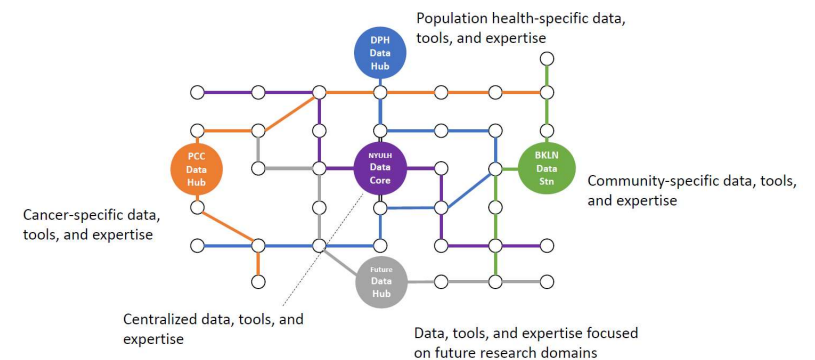 Population health-specific data,
tools, and expertise
DPH
Data
Hub
PCC
Data
Hub
NYULH
Data
Core
BKLN
Data
Stn
Community-specific data, tools,
and expertise
Cancer-specific data,
tools, and expertise
Future
Data
Hub
Centralized data, tools, and
expertise
Data, tools, and expertise focused
on future research domains